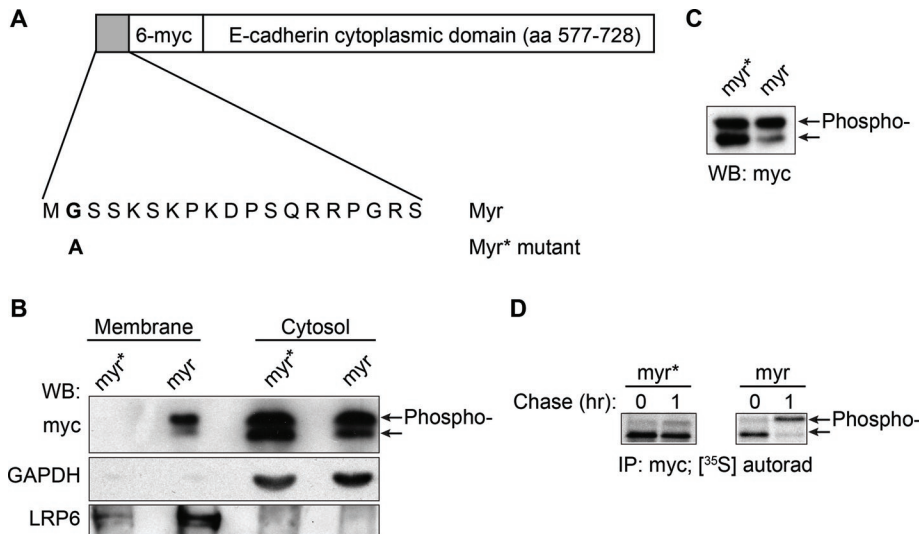 A
6-myc
E-cadherin cytoplasmic domain (aa 577-728)
M G S S K S K P K D P S Q R R P G R S
Myr
A
Myr* mutant
B
Membrane
Cytosol
myr*
myr
myr*
myr
WB:
myc
Phospho-
GAPDH
LRP6
C
myr*
myr
Phospho-
WB: myc
D
myr*
myr
Chase (hr):
0 1
0 1
Phospho-
IP: myc; [³⁵S] autorad